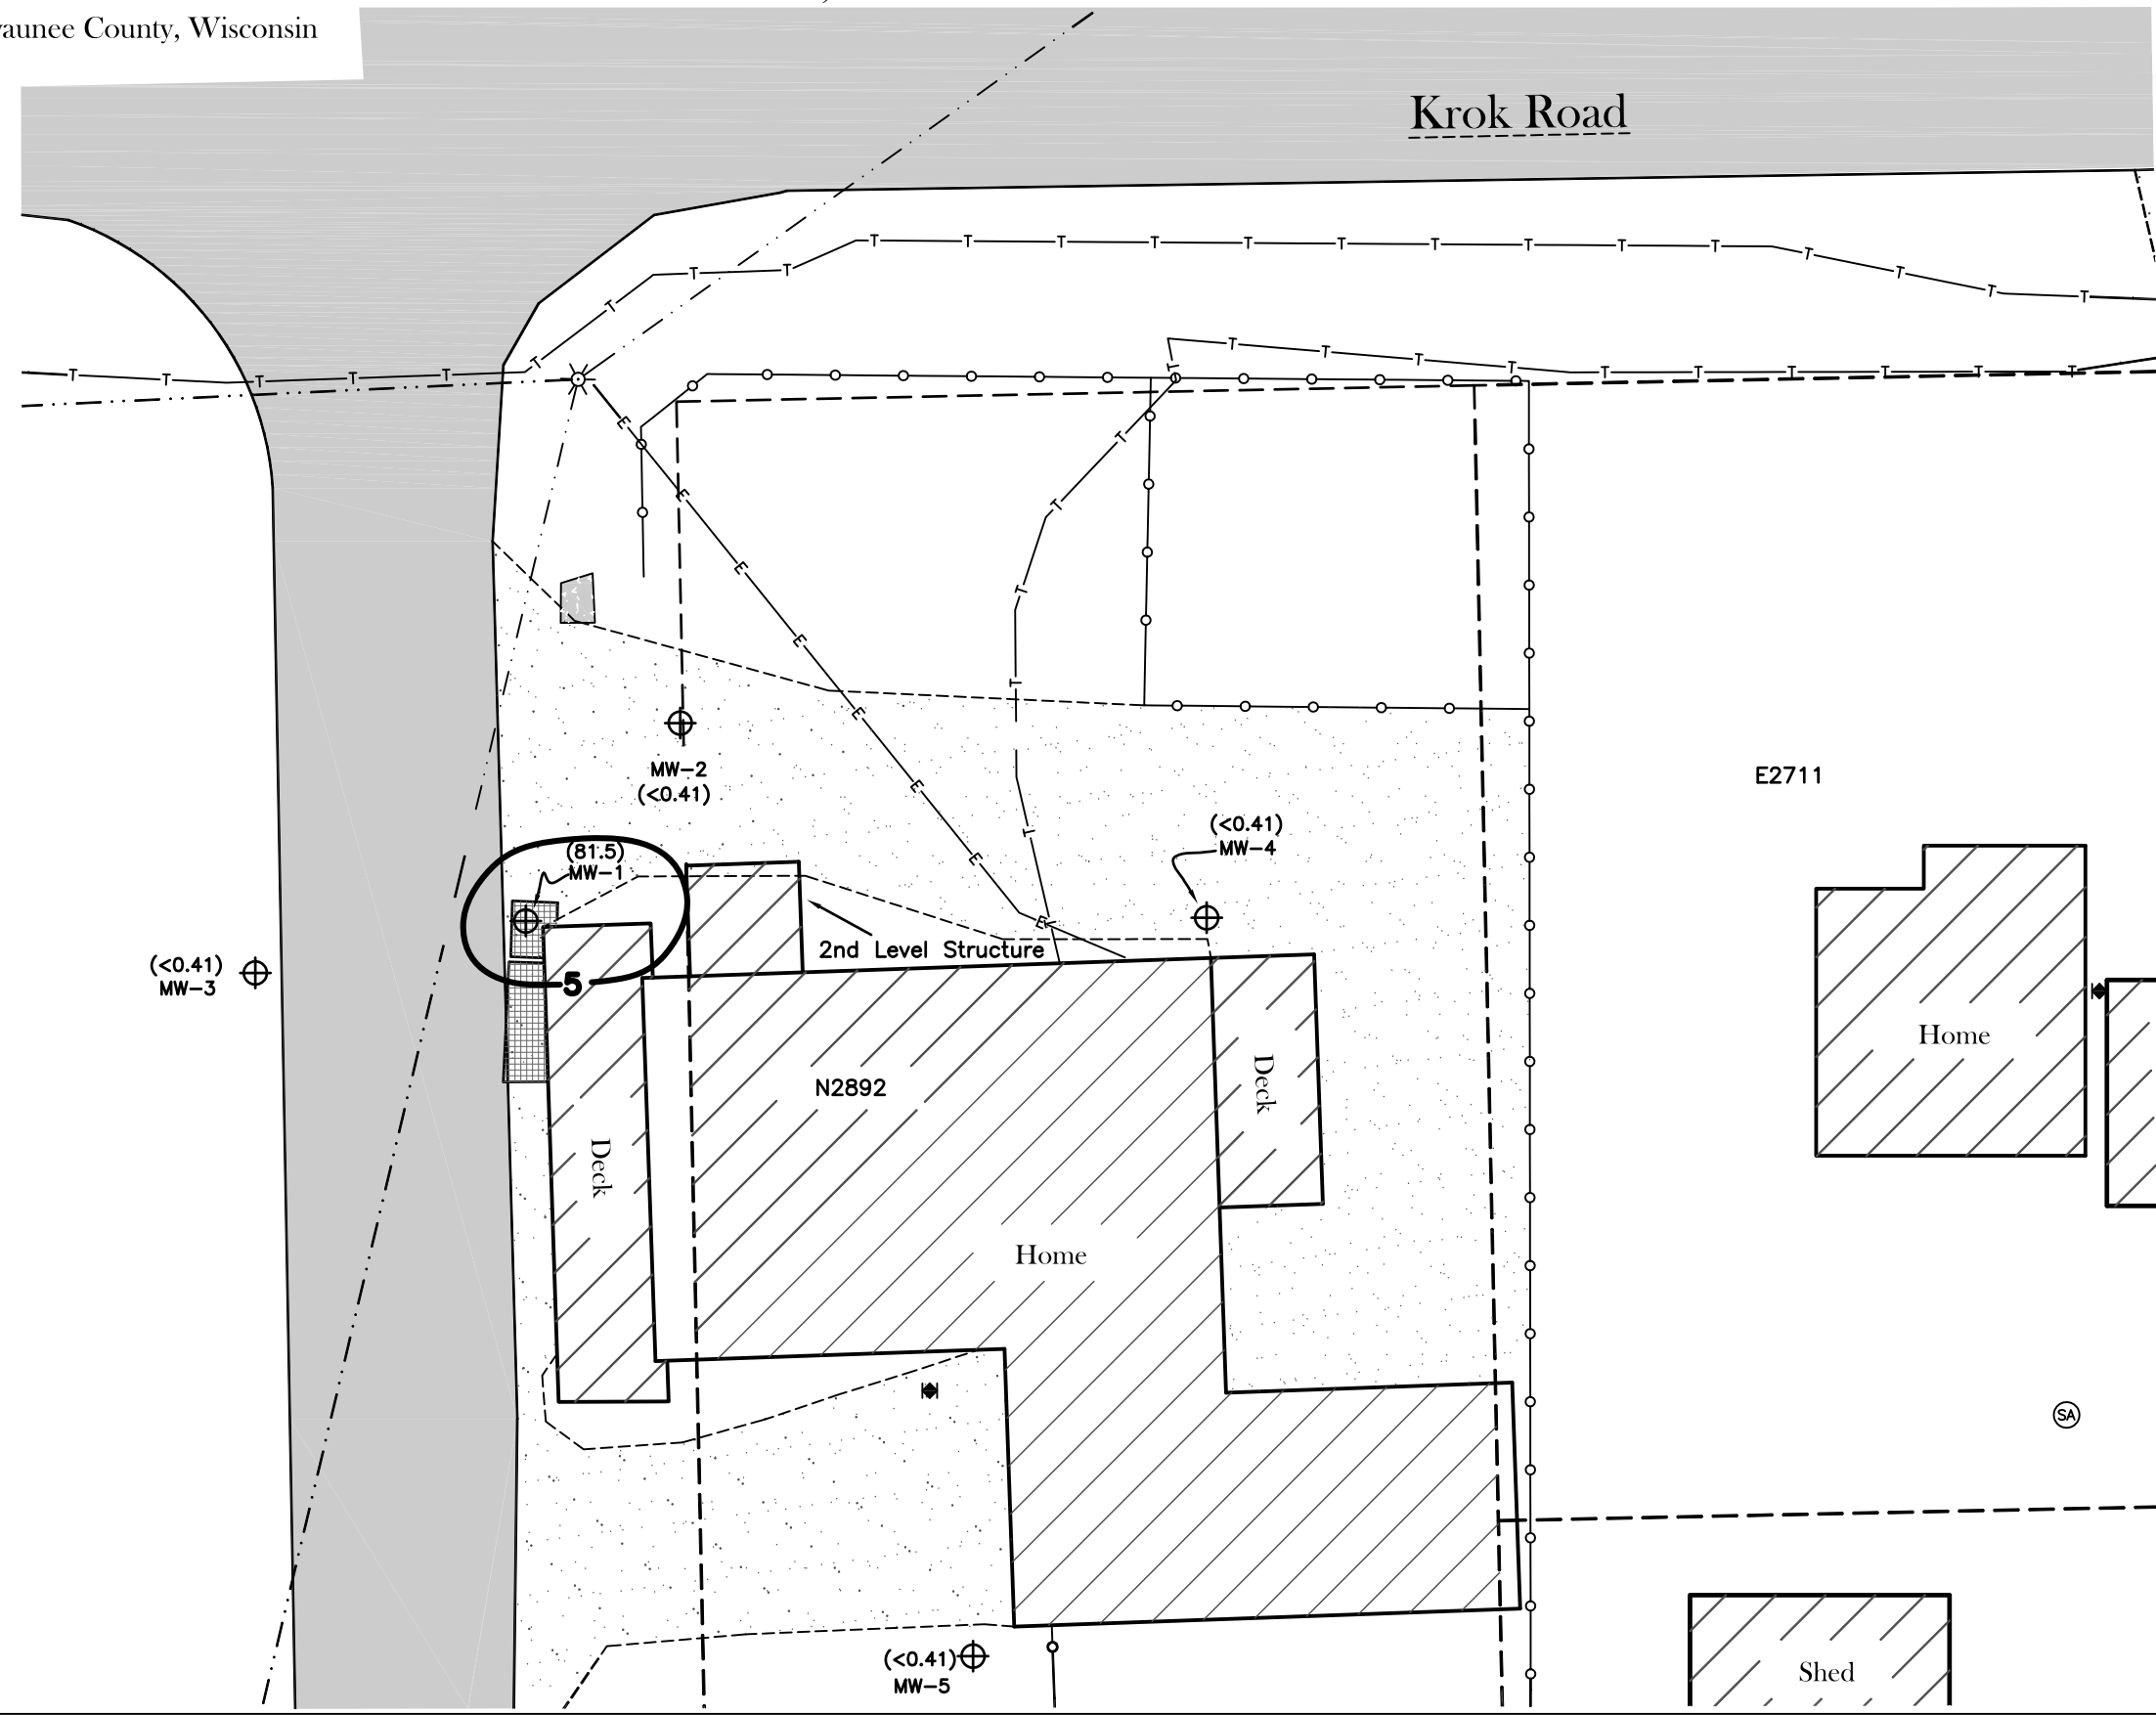 waunee County, Wisconsin
Krok Road
T T T T T T T T T T
T T T
T T T T
T T T T T
T T T T
T T T T T T
T
T
T
T
T
T
E
E
E
E
E
E
E
E
MW-2
(<0.41)
E2711
(<0.41)
MW-4
(81.5)
MW-1
2nd Level Structure
(<0.41)
MW-3
5
Home
Deck
N2892
Deck
Home
SA
(<0.41)
MW-5
Shed